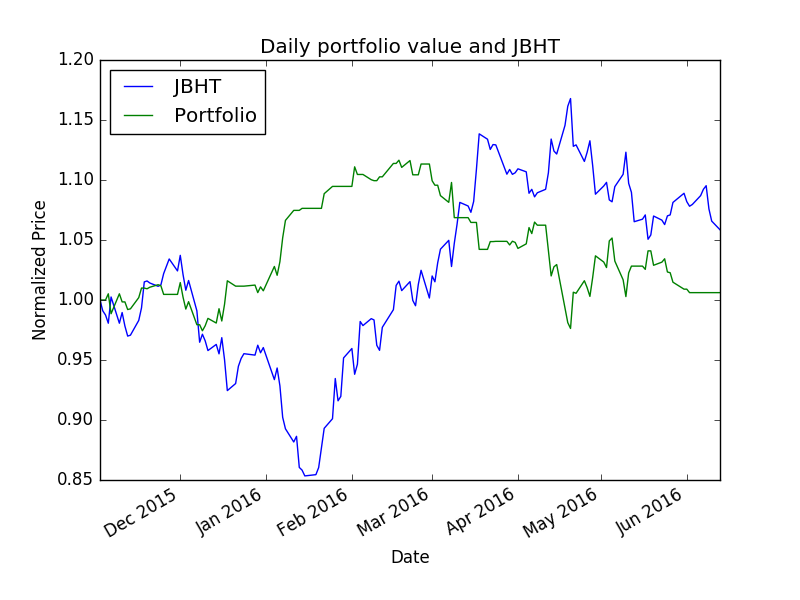 Daily portfolio value and JBHT
JBHT
Portfolio
1.20
1.15
1.10
1.05
1.00
0.95
0.90
0.85
Normalized Price
Dec 2015
Jan 2016
Feb 2016
Mar 2016
Apr 2016
May 2016
Jun 2016
Date